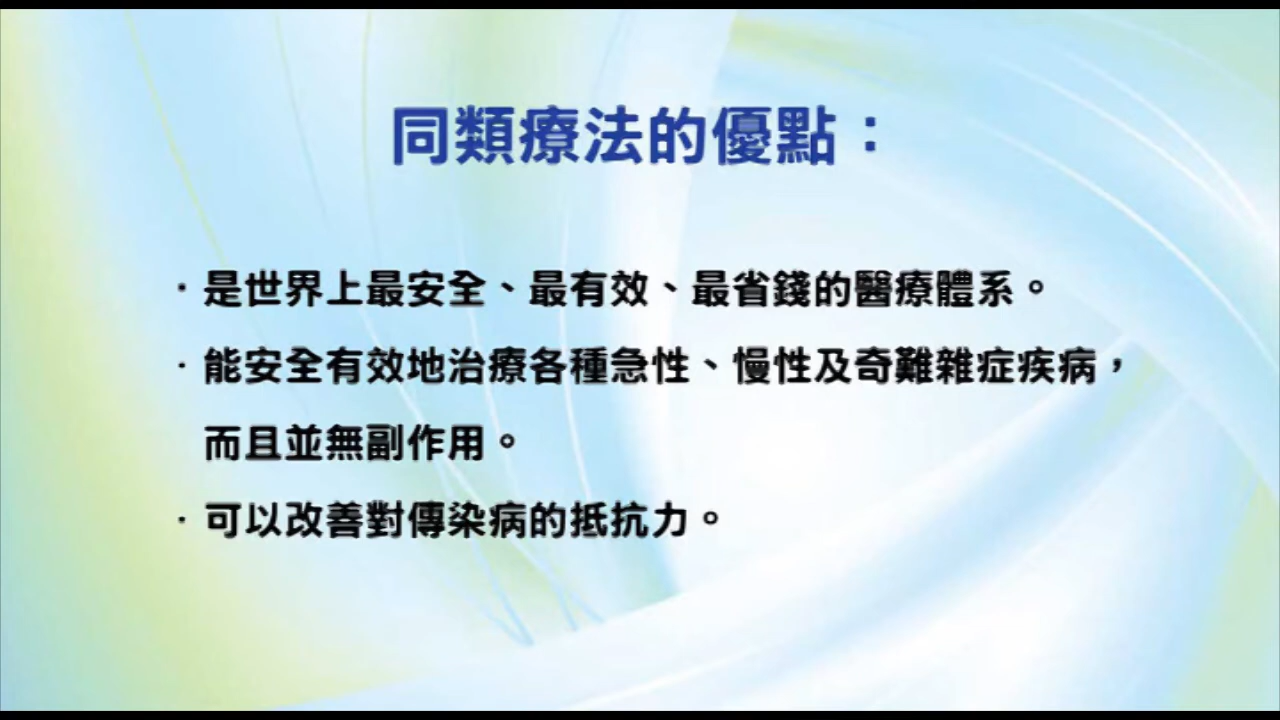 同類療法的優點：
·是世界上最安全、最有效、最省錢的醫療體系。
·能安全有效地治療各種急性、慢性及奇難雜症疾病，
而且並無副作用。
·可以改善對傳染病的抵抗力。